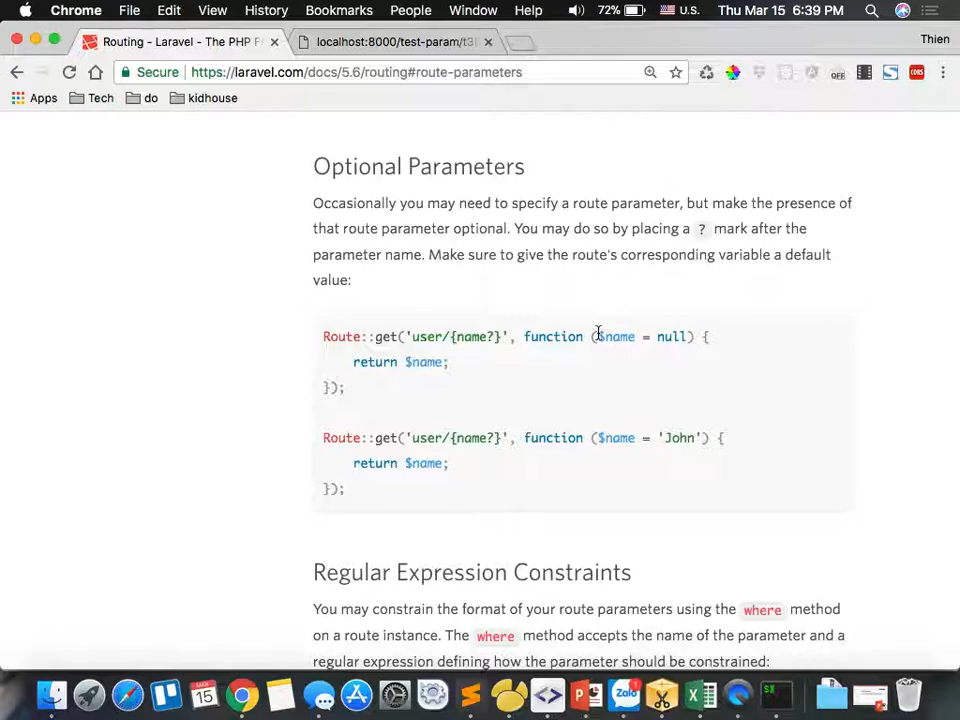 Chrome File Edit View History Bookmarks People Window Help 72% U.S. Thu Mar 15 6:39 PM
Routing - Laravel - The PHP F
localhost:8000/test-param/t3
Thien
Secure https://laravel.com/docs/5.6/routing#route-parameters
OFF
CORS
Apps Tech do kidhouse
Optional Parameters
Occasionally you may need to specify a route parameter, but make the presence of
that route parameter optional. You may do so by placing a ? mark after the
parameter name. Make sure to give the route's corresponding variable a default
value:
Route::get('user/{name?}', function ($name = null) {
return $name;
});
Route::get('user/{name?}', function ($name = 'John') {
return $name;
});
Regular Expression Constraints
You may constrain the format of your route parameters using the where method
on a route instance. The where method accepts the name of the parameter and a
regular expression defining how the parameter should be constrained:
15
Zalo
1